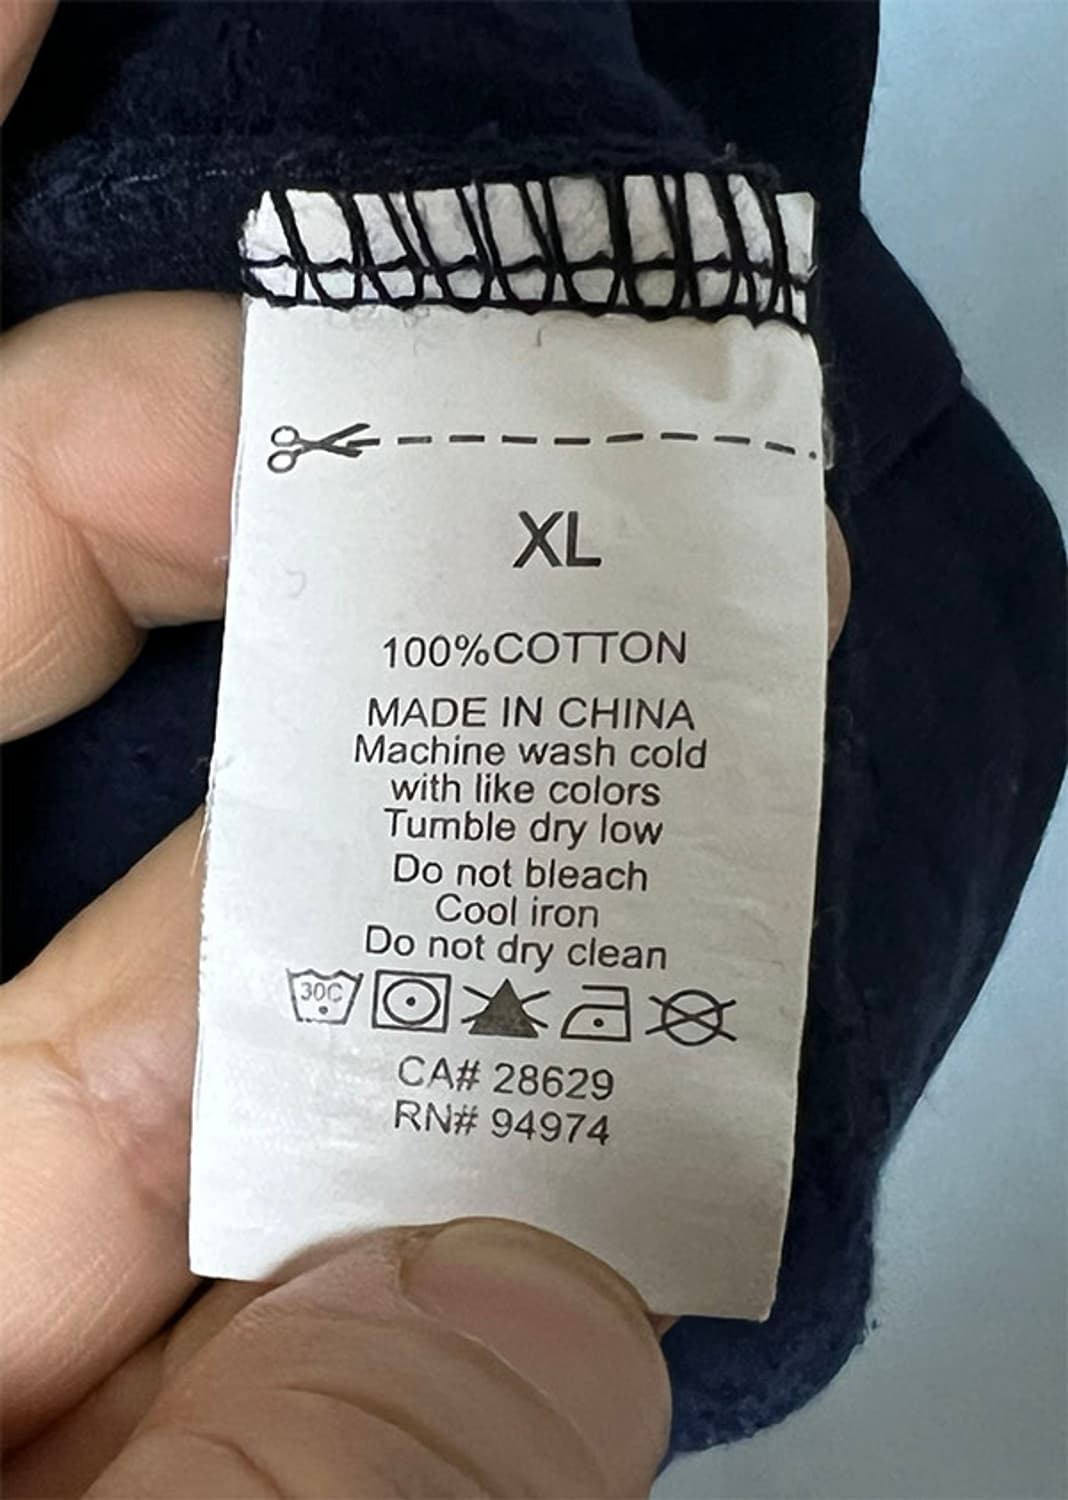 XL
100%COTTON
MADE IN CHINA
Machine wash cold
with like colors
Tumble dry low
Do not bleach
Cool iron
Do not dry clean
30C
CA# 28629
RN# 94974